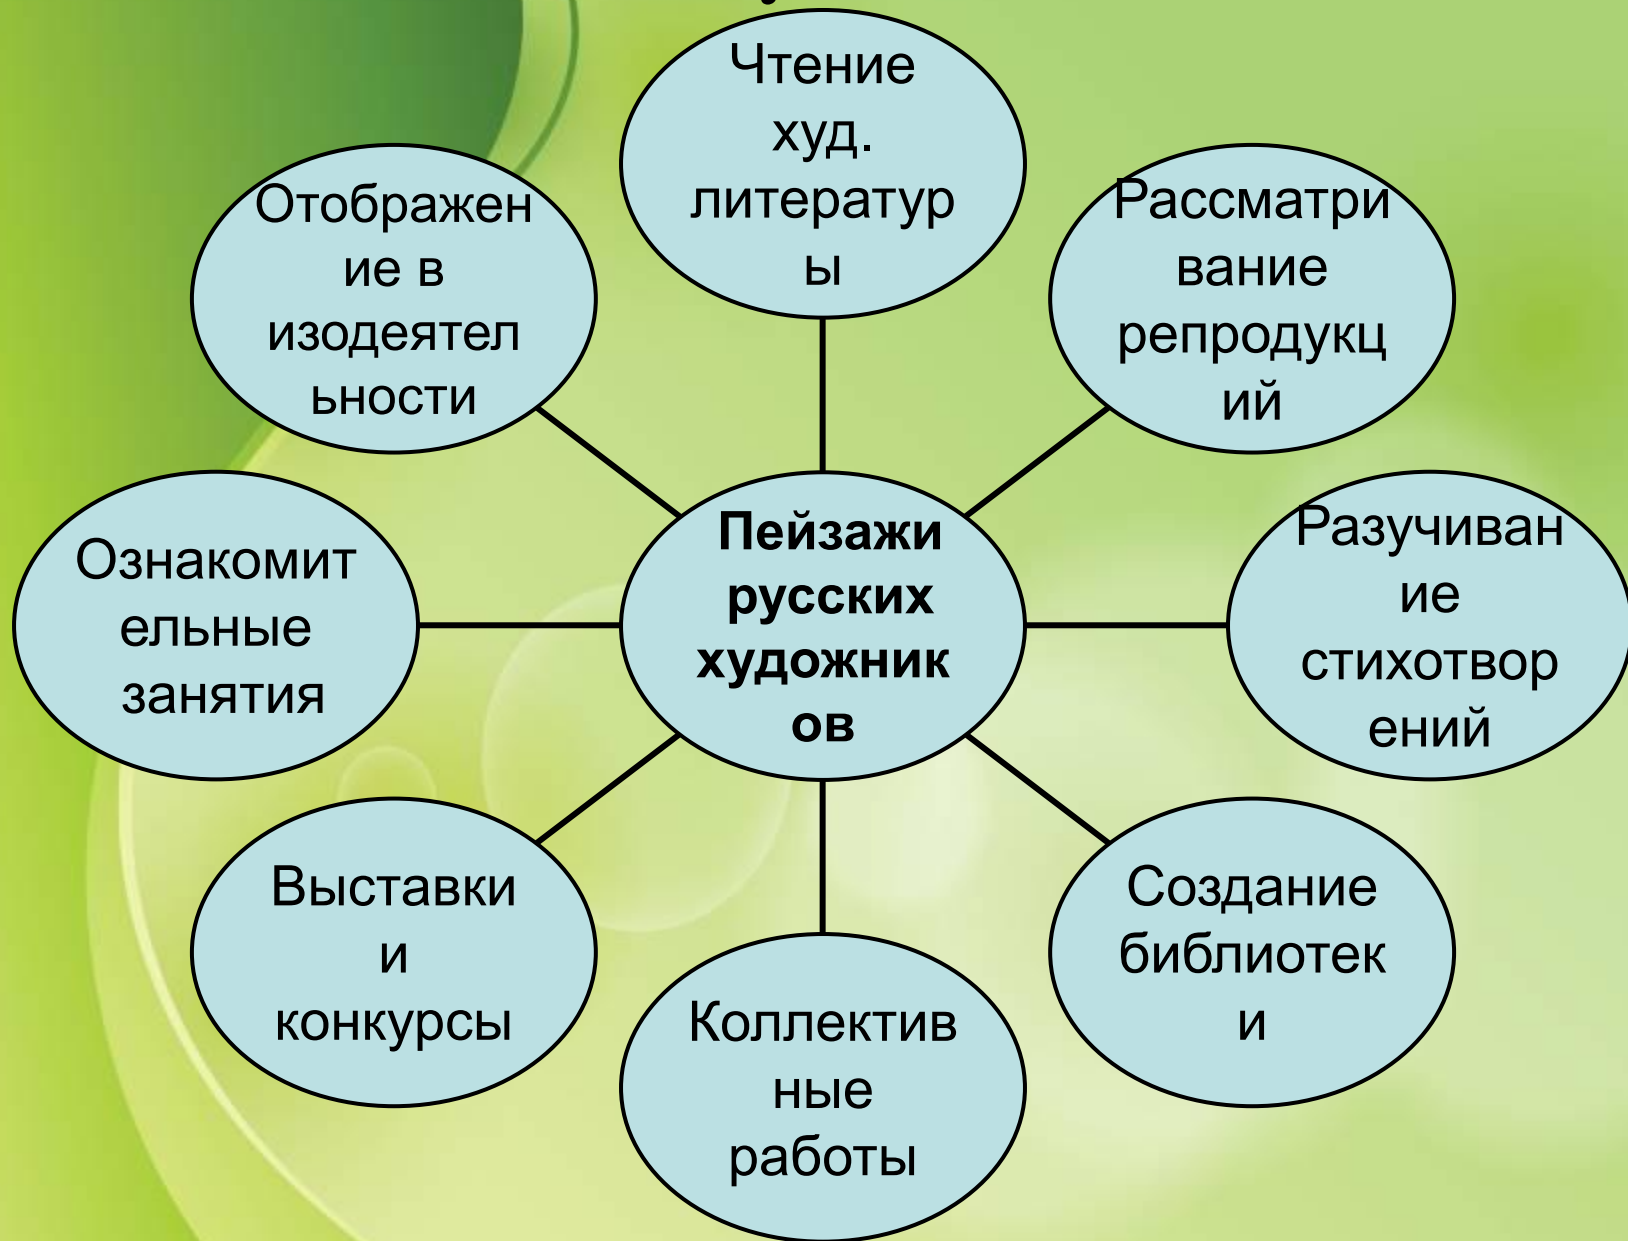 Чтение
худ.
литератур
ы
Рассматри
вание
репродукц
ий
Разучиван
ие
стихотвор
ений
Создание
библиотек
и
Коллектив
ные
работы
Выставки
и
конкурсы
Ознакомит
ельные
занятия
Отображен
ие в
изодеятел
ьности
Пейзажи
русских
художник
ов